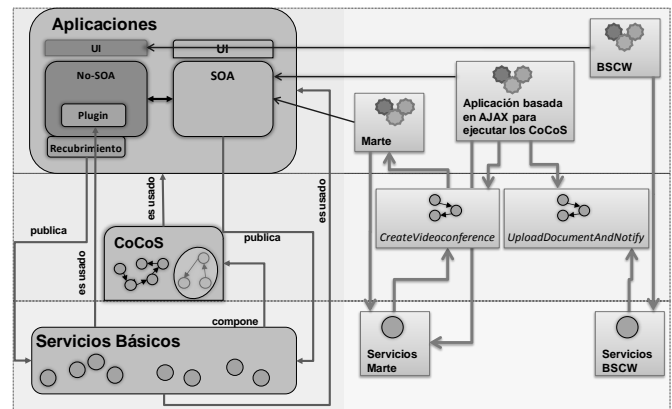 Aplicaciones
UI
UI
No-SOA
SOA
Plugin
Recubrimiento
BSCW
Aplicación basada
en AJAX para
ejecutar los CoCoS
Marte
publica
es usado
es usado
CoCoS
publica
es usado
CreateVideoconference
UploadDocumentAndNotify
compone
Servicios Básicos
Servicios
Marte
Servicios
BSCW